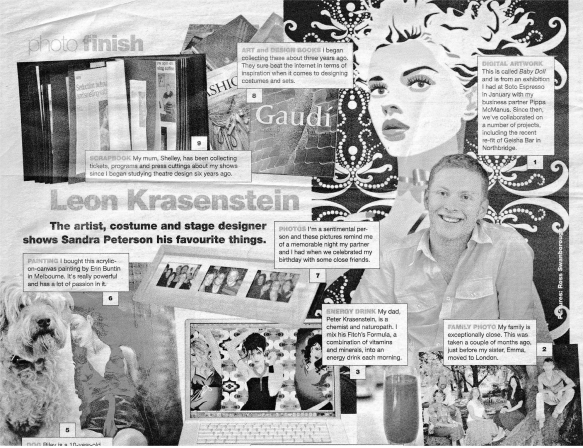 photo finish
ART and DESIGN BOOKS I began
collecting these about three years ago.
They sure beat the internet in terms of
inspiration when it comes to designing
costumes and sets.
8
Gaudí
DIGITAL ARTWORK
This is called Baby Doll
and is from an exhibition
I had at Soto Espresso
in January with my
business partner Pippa
McManus. Since then,
we've collaborated on
a number of projects,
including the recent
re-fit of Geisha Bar in
Northbridge.
1
9
SCRAPBOOK My mum, Shelley, has been collecting
tickets, programs and press cuttings about my shows
since I began studying theatre design six years ago.
Leon Krasenstein
The artist, costume and stage designer
shows Sandra Peterson his favourite things.
PHOTOS I'm a sentimental per-
son and these pictures remind me
of a memorable night my partner
and I had when we celebrated my
birthday with some close friends.
7
PAINTING I bought this acrylic-
on-canvas painting by Erin Buntin
in Melbourne. It's really powerful
and has a lot of passion in it.
6
ENERGY DRINK My dad,
Peter Krasenstein, is a
chemist and naturopath. I
mix his Fitch's Formula, a
combination of vitamins
and minerals, into an
energy drink each morning.
3
FAMILY PHOTO My family is
exceptionally close. This was
taken a couple of months ago,
just before my sister, Emma,
moved to London.
2
5
DOG Riley is a 10-year-old